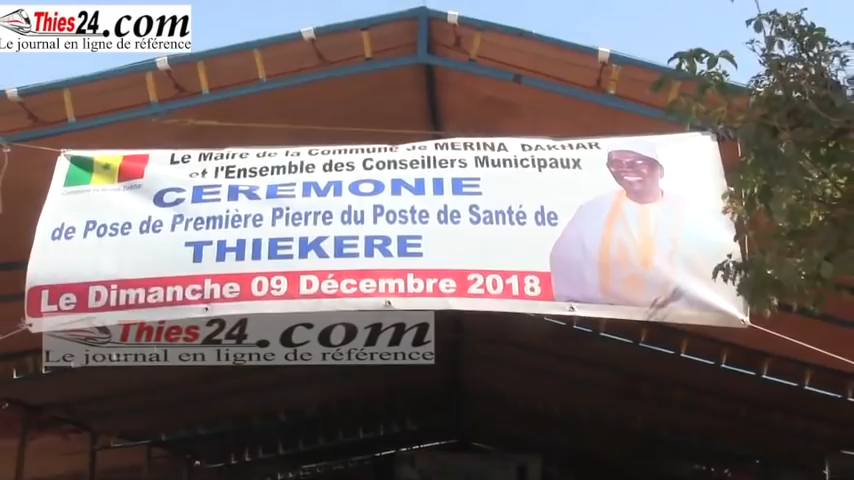 Thies24.com
Le journal en ligne de référence
Le Maire de la Commune de MERINA DAKHAR
et l'Ensemble des Conseillers Municipaux
CEREMONIE
de Pose de Première Pierre du Poste de Santé de
THIEKERE
Le Dimanche 09 Décembre 2018
Thies24.com
Le journal en ligne de référence